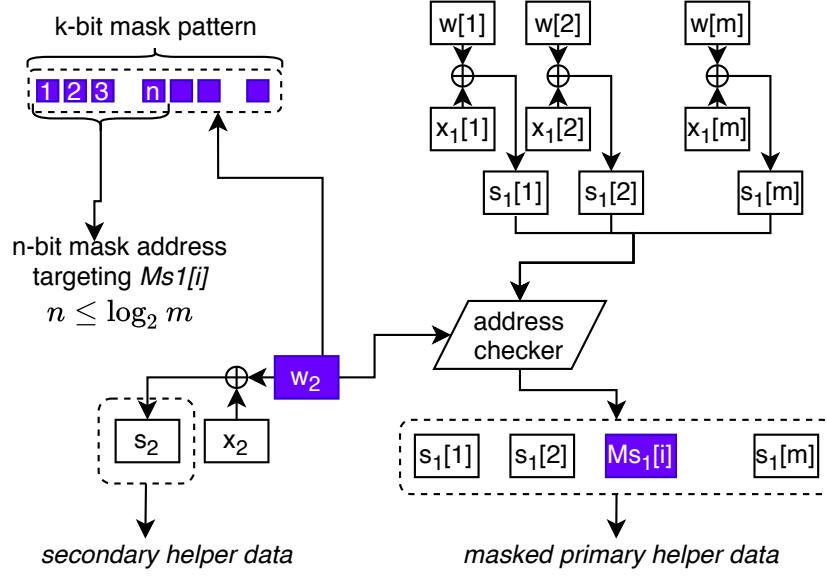 k-bit mask pattern
1 2 3 n
n-bit mask address
targeting Ms1[i]
n ≤ log₂ m
w[1] w[2] w[m]
x₁[1] x₁[2] x₁[m]
s₁[1] s₁[2] s₁[m]
address
checker
w₂
s₂ x₂
s₁[1] s₁[2] Ms₁[i] s₁[m]
secondary helper data
masked primary helper data